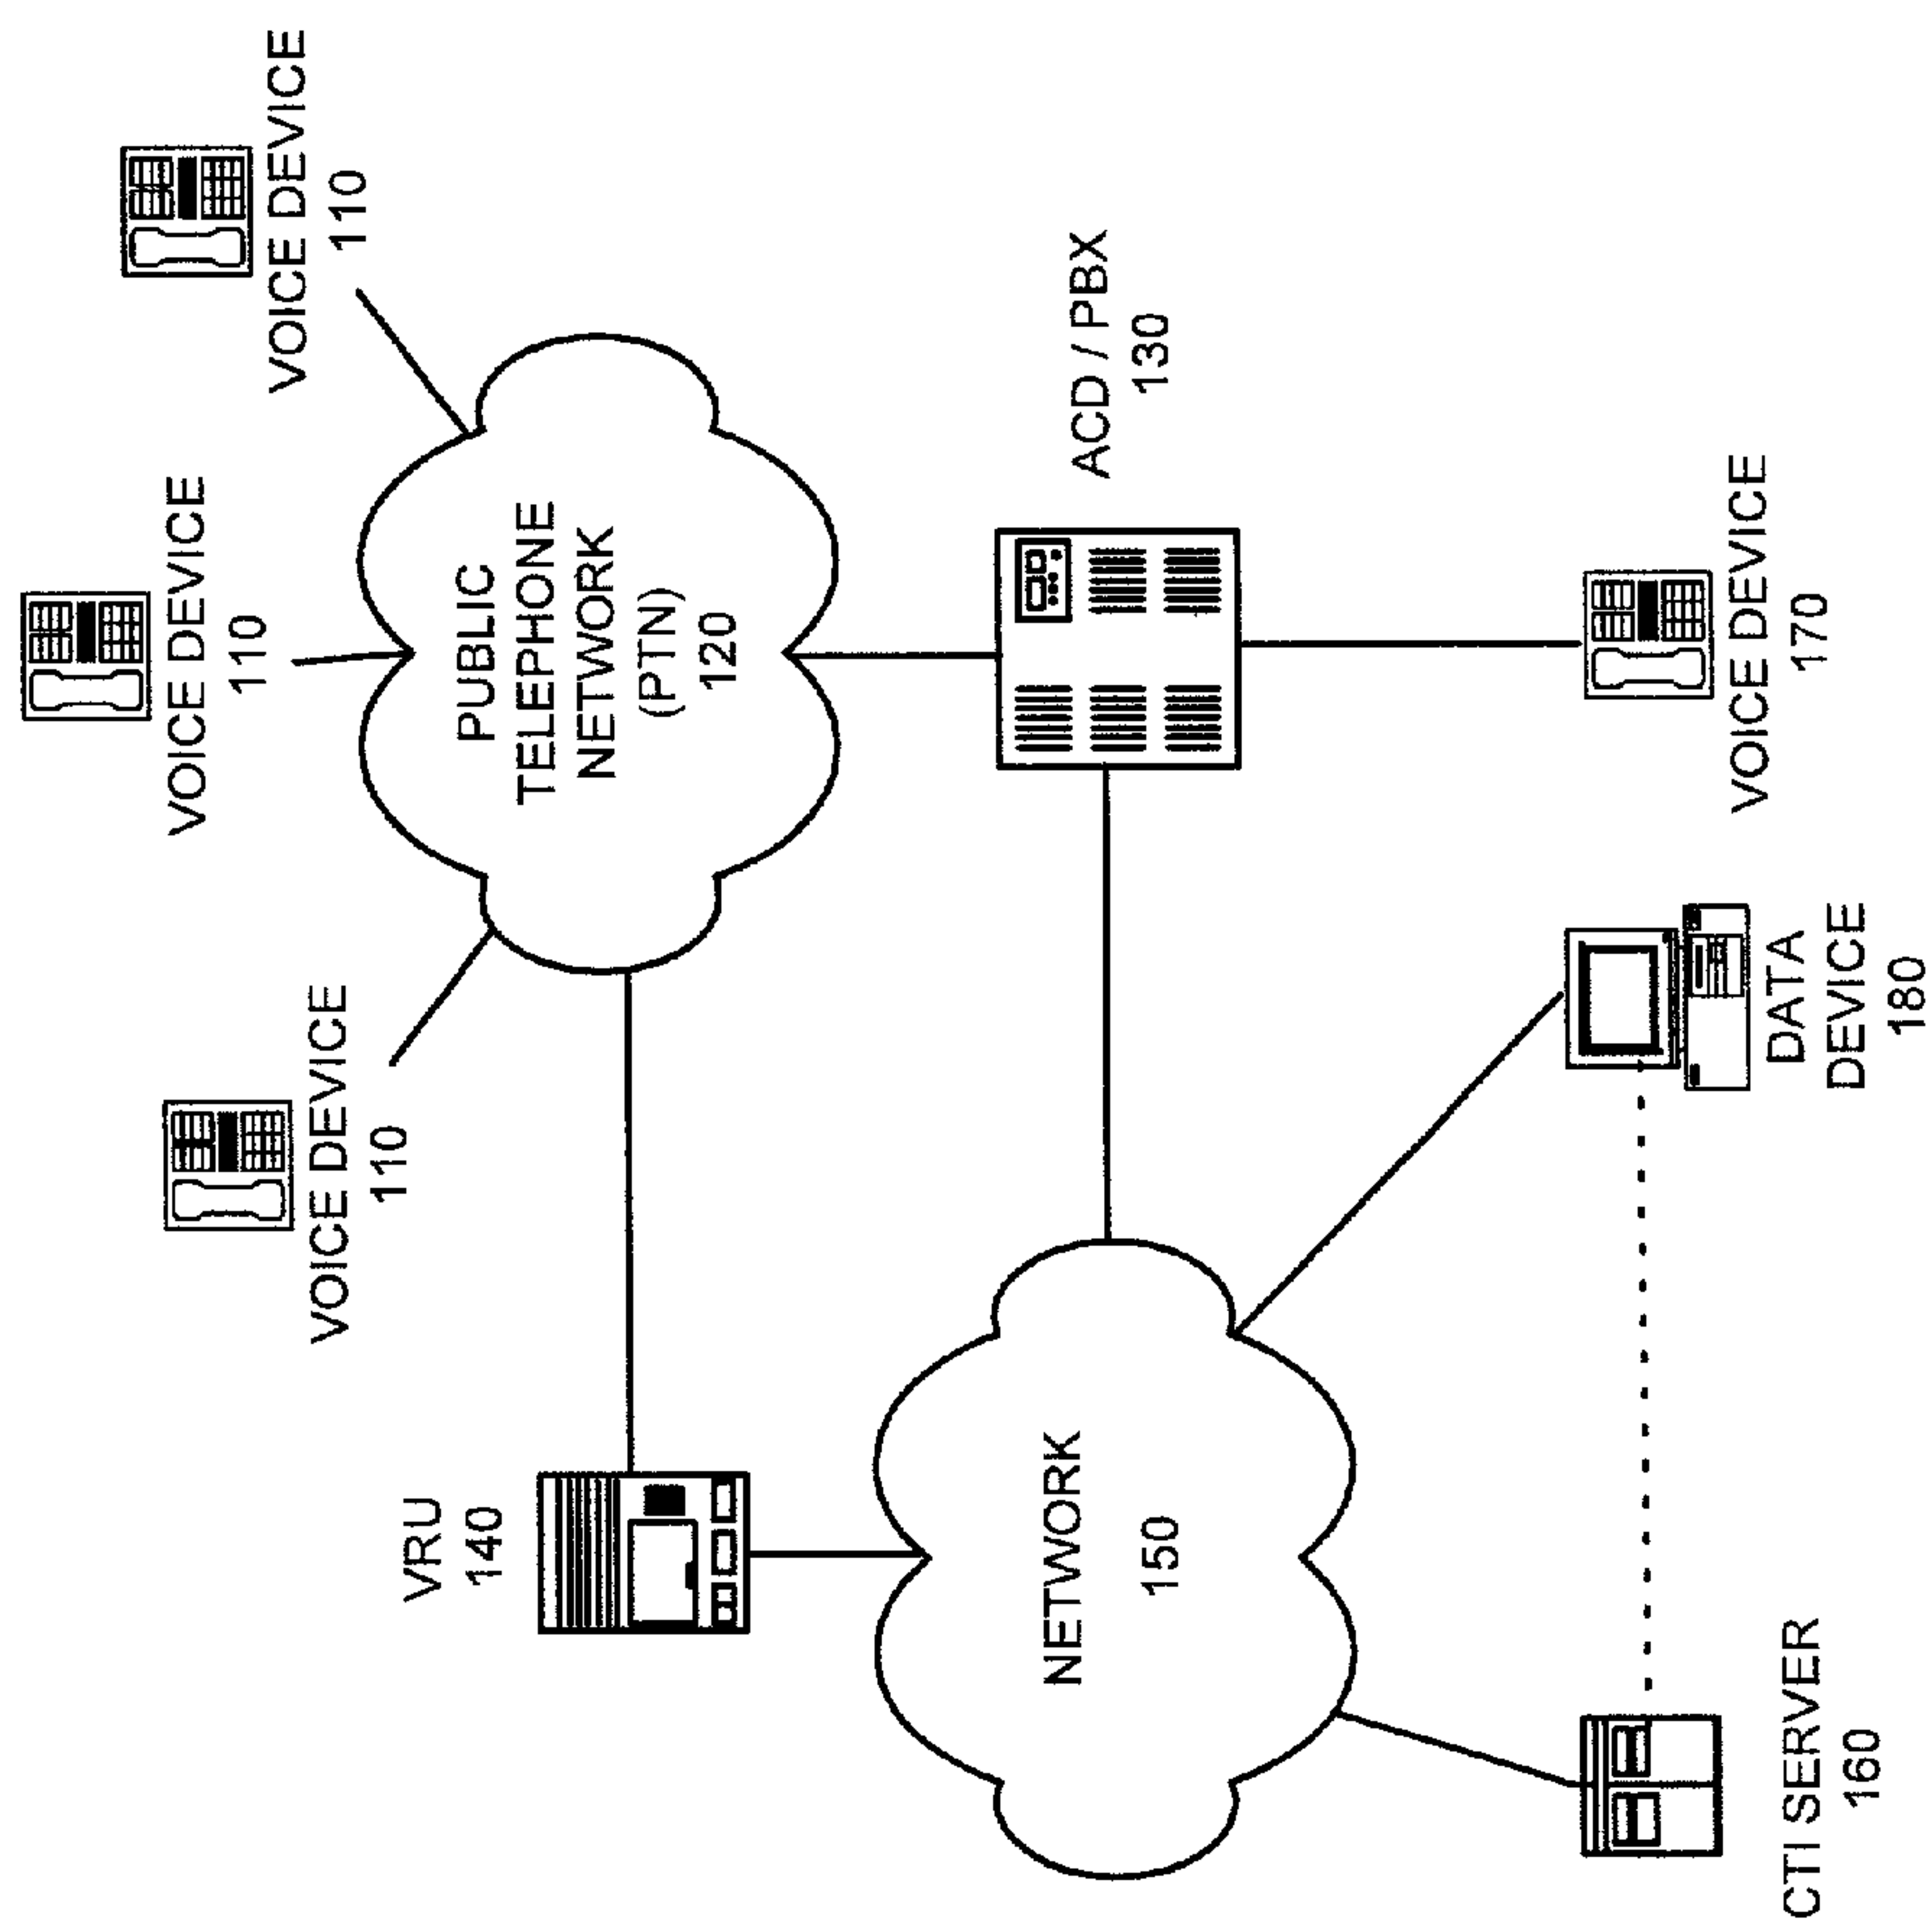 VOICE DEVICE
110
VOICE DEVICE
110
VOICE DEVICE
110
PUBLIC
TELEPHONE
NETWORK
(PTN)
120
VRU
140
ACD / PBX
130
NETWORK
150
CTI SERVER
160
DATA
DEVICE
180
VOICE DEVICE
170